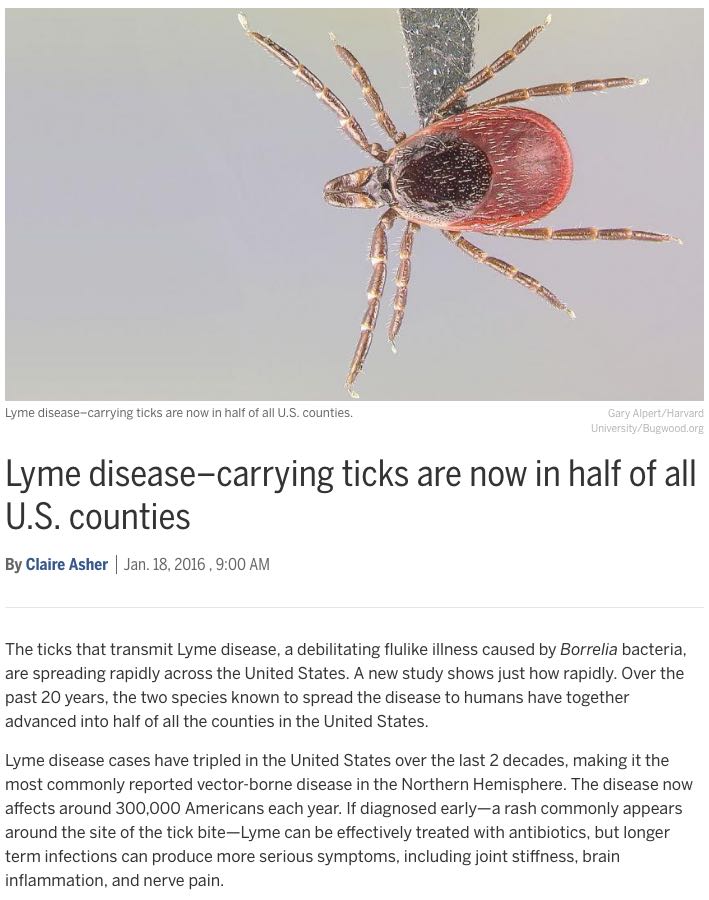 Lyme disease–carrying ticks are now in half of all U.S. counties.
Gary Alpert/Harvard
University/Bugwood.org
Lyme disease–carrying ticks are now in half of all
U.S. counties
By Claire Asher | Jan. 18, 2016 , 9:00 AM
The ticks that transmit Lyme disease, a debilitating flulike illness caused by Borrelia bacteria,
are spreading rapidly across the United States. A new study shows just how rapidly. Over the
past 20 years, the two species known to spread the disease to humans have together
advanced into half of all the counties in the United States.
Lyme disease cases have tripled in the United States over the last 2 decades, making it the
most commonly reported vector-borne disease in the Northern Hemisphere. The disease now
affects around 300,000 Americans each year. If diagnosed early—a rash commonly appears
around the site of the tick bite—Lyme can be effectively treated with antibiotics, but longer
term infections can produce more serious symptoms, including joint stiffness, brain
inflammation, and nerve pain.